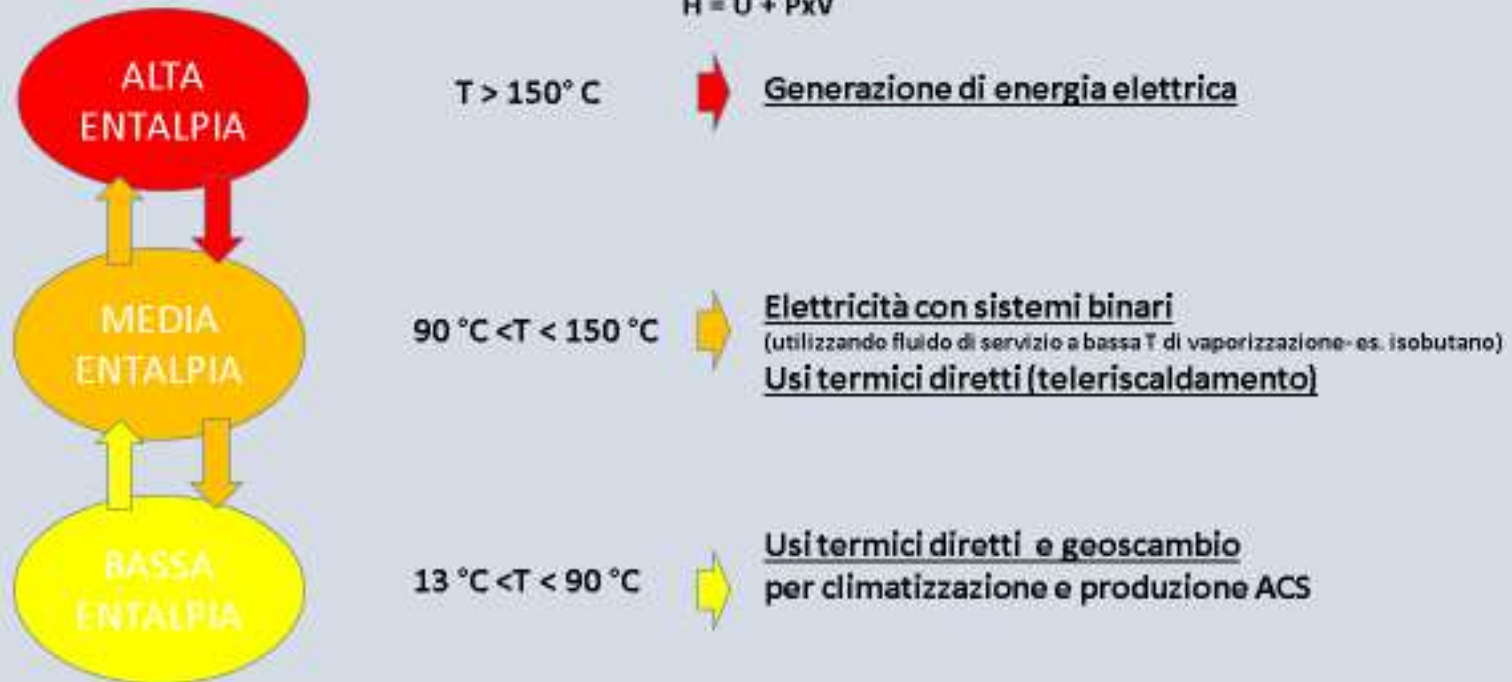 H = U + PxV
ALTA
ENTALPIA
T > 150° C
Generazione di energia elettrica
MEDIA
ENTALPIA
90 °C <T < 150 °C
Elettricità con sistemi binari
(utilizzando fluido di servizio a bassa T di vaporizzazione- es. isobutano)
Usi termici diretti (teleriscaldamento)
BASSA
ENTALPIA
13 °C <T < 90 °C
Usi termici diretti e geoscambio
per climatizzazione e produzione ACS